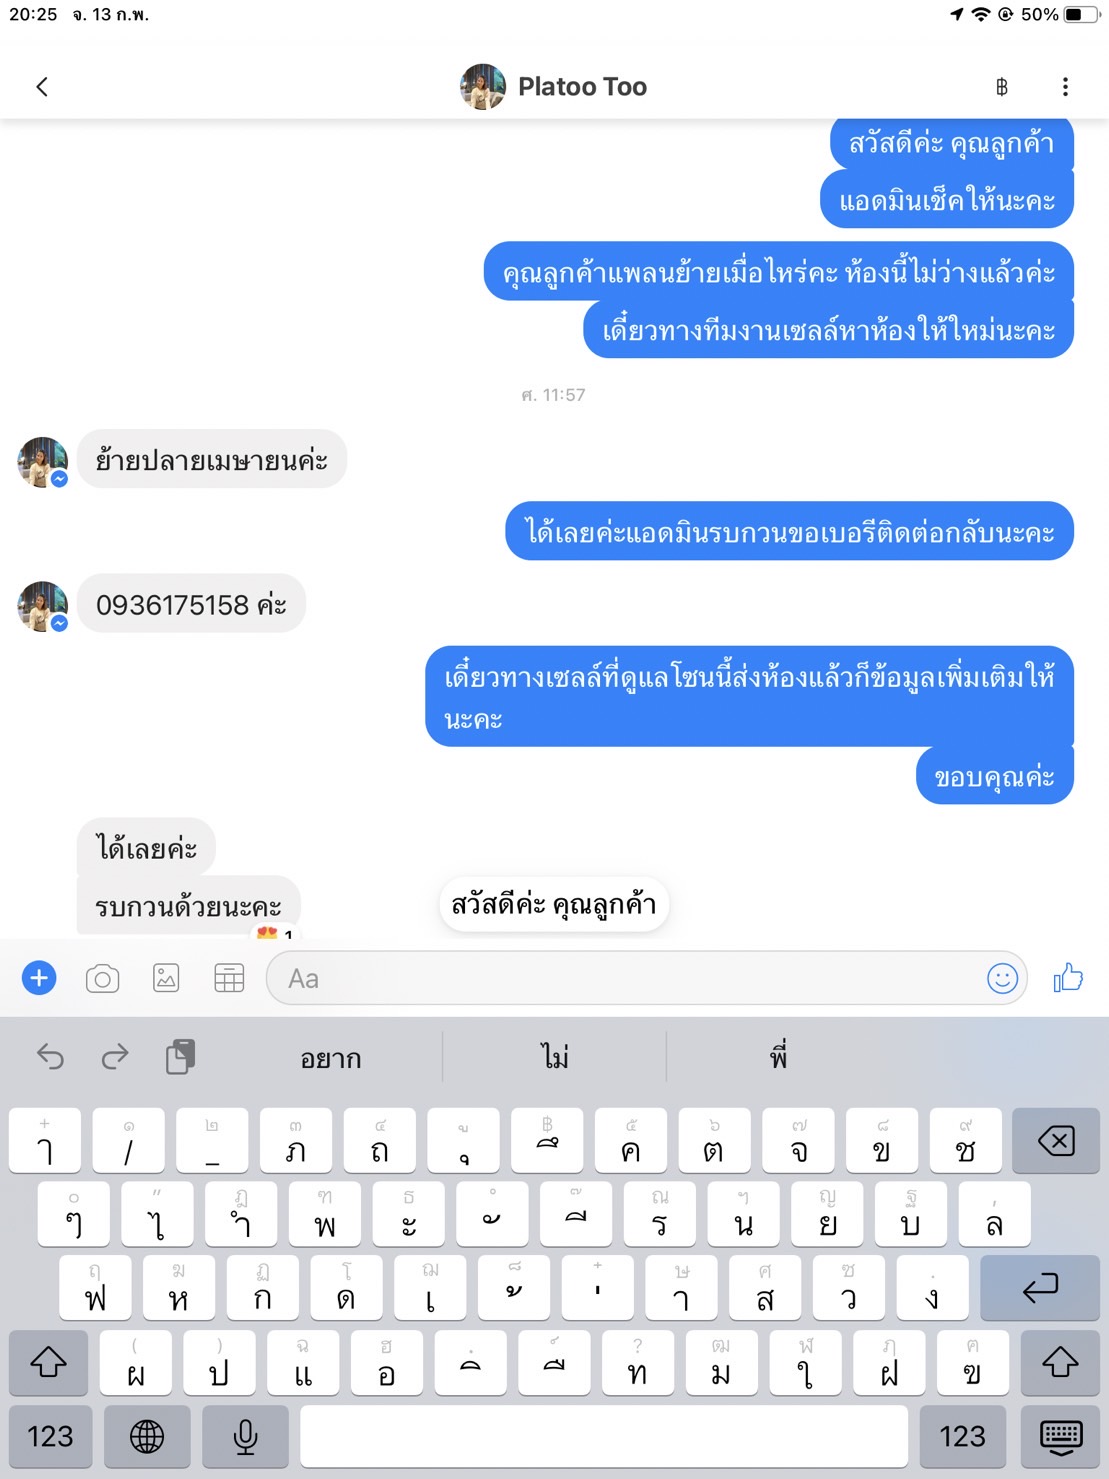 20:25 จ. 13 ก.พ.
50%
Platoo Too
฿
สวัสดีค่ะ คุณลูกค้า
แอดมินเช็คให้นะคะ
คุณลูกค้าแพลนย้ายเมื่อไหร่คะ ห้องนี้ไม่ว่างแล้วค่ะ
เดี๋ยวทางทีมงานเซลล์หาห้องให้ใหม่นะคะ
ศ. 11:57
ย้ายปลายเมษายนค่ะ
ได้เลยค่ะแอดมินรบกวนขอเบอรีติดต่อกลับนะคะ
0936175158 ค่ะ
เดี๋ยวทางเซลล์ที่ดูแลโซนนี้ส่งห้องแล้วก็ข้อมูลเพิ่มเติมให้
นะคะ
ขอบคุณค่ะ
ได้เลยค่ะ
รบกวนด้วยนะคะ
😍 1
สวัสดีค่ะ คุณลูกค้า
Aa
อยาก ไม่ พี่
+ ๑ ๒ ๓ ๔ ู ฿ ๕ ๖ ๗ ๘ ๙
ๅ / _ ภ ถ ุ ึ ค ต จ ข ช
๐ " ฎ ฑ ธ ํ ๊ ณ ฯ ญ ฐ ,
ๆ ไ ำ พ ะ ั ี ร น ย บ ล
ฤ ฆ ฏ โ ฌ ็ ๋ ษ ศ ซ .
ฟ ห ก ด เ ้ ่ า ส ว ง
( ) ฉ ฮ ฺ ์ ? ฒ ฬ ฦ ฅ
ผ ป แ อ ิ ื ท ม ใ ฝ ฃ
123 123